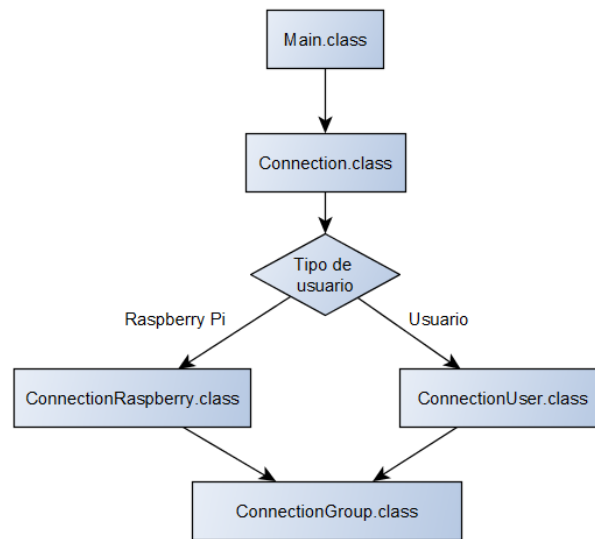 Main.class
Connection.class
Tipo de
usuario
Raspberry Pi
Usuario
ConnectionRaspberry.class
ConnectionUser.class
ConnectionGroup.class